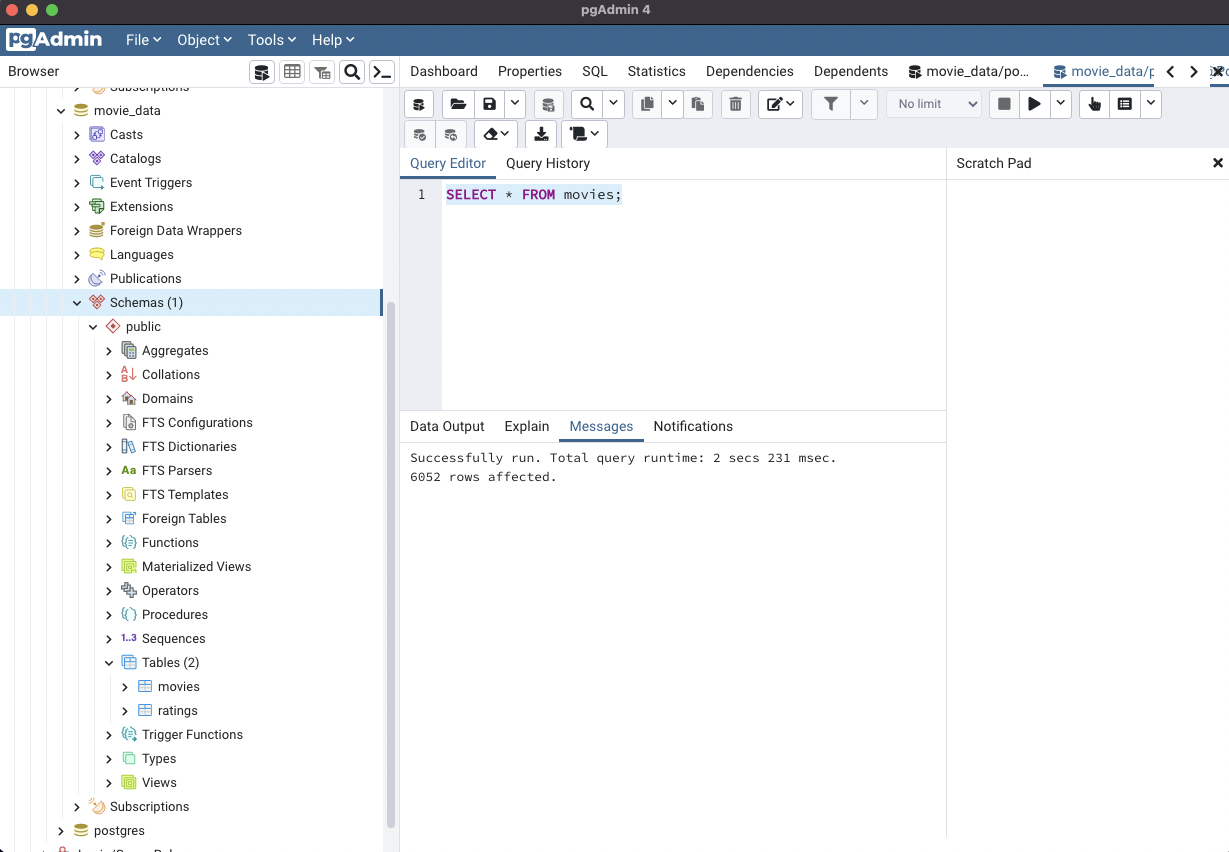 pgAdmin 4
pgAdmin File Object Tools Help
Browser
Dashboard Properties SQL Statistics Dependencies Dependents movie_data/po... movie_data/p
No limit
Subscriptions
movie_data
Casts
Catalogs
Event Triggers
Extensions
Foreign Data Wrappers
Languages
Publications
Schemas (1)
public
Aggregates
Collations
Domains
FTS Configurations
FTS Dictionaries
Aa FTS Parsers
FTS Templates
Foreign Tables
Functions
Materialized Views
Operators
Procedures
1..3 Sequences
Tables (2)
movies
ratings
Trigger Functions
Types
Views
Subscriptions
postgres
Query Editor Query History
1 SELECT * FROM movies;
Data Output Explain Messages Notifications
Successfully run. Total query runtime: 2 secs 231 msec.
6052 rows affected.
Scratch Pad